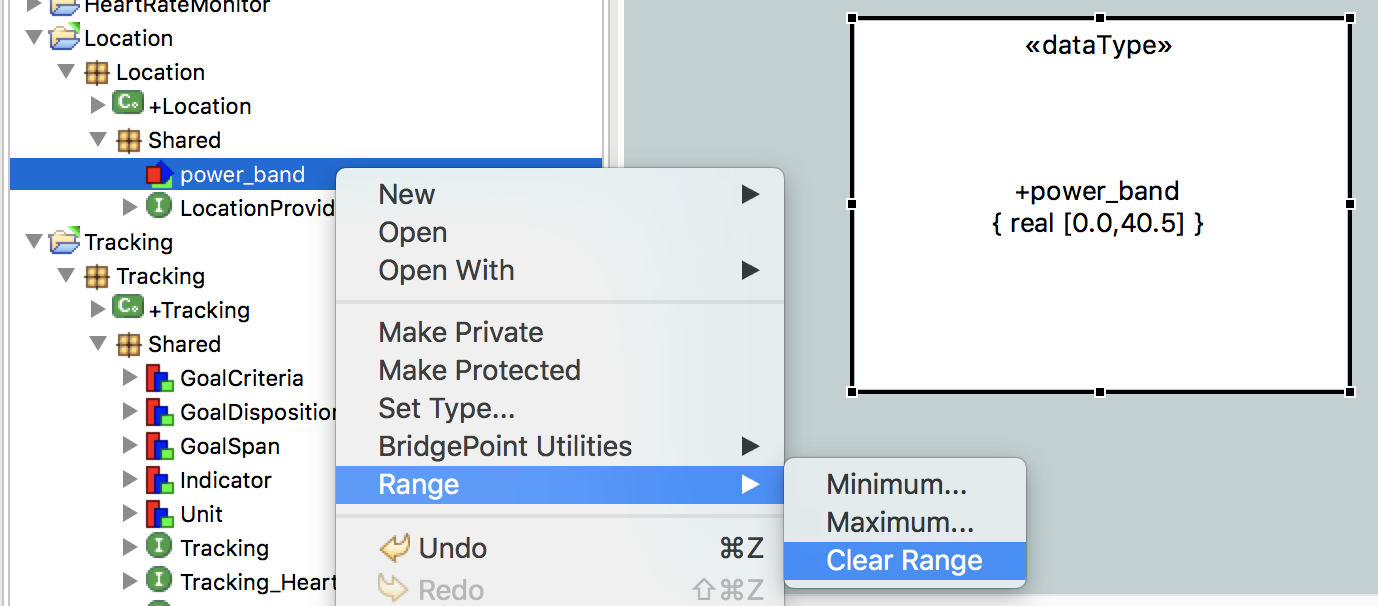 HeartRateMonitor
Location
Location
+Location
Shared
power_band
LocationProvid
Tracking
Tracking
+Tracking
Shared
GoalCriteria
GoalDisposition
GoalSpan
Indicator
Unit
Tracking
Tracking_Heart
New
Open
Open With
Make Private
Make Protected
Set Type...
BridgePoint Utilities
Range
Undo ⌘Z
Redo ⇧⌘Z
Minimum...
Maximum...
Clear Range
«dataType»
+power_band
{ real [0.0,40.5] }